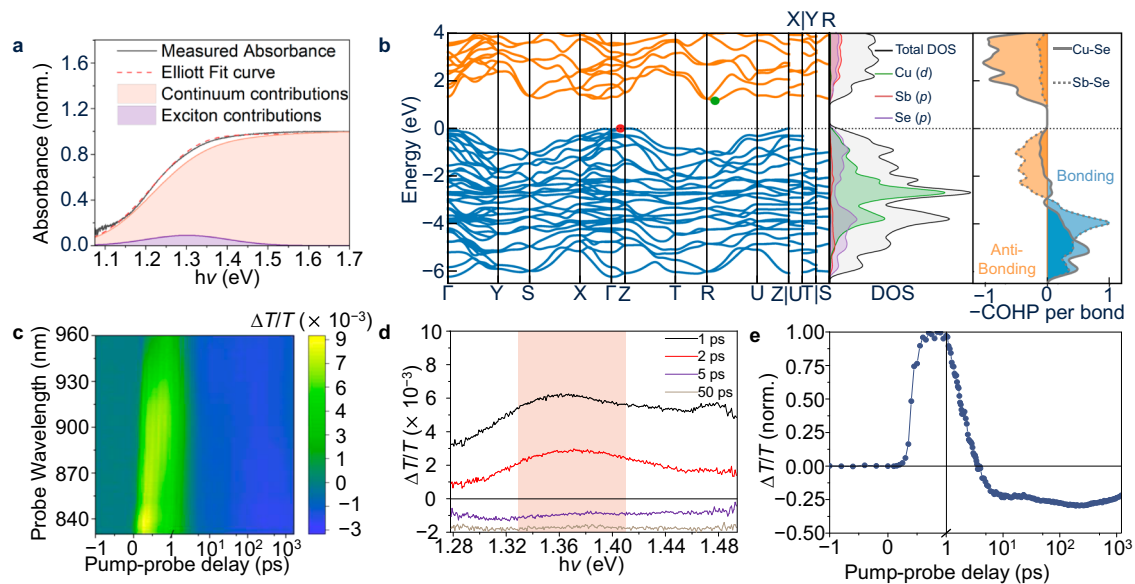 a
1.6
1.2
0.8
0.4
0.0
Absorbance (norm.)
Measured Absorbance
Elliott Fit curve
Continuum contributions
Exciton contributions
1.1 1.2 1.3 1.4 1.5 1.6 1.7
hν (eV)
b
X|Y R
4
2
0
−2
−4
−6
Energy (eV)
Γ Y S X Γ Z T R U Z|UT|S
Total DOS
Cu (d)
Sb (p)
Se (p)
DOS
Cu-Se
Sb-Se
Bonding
Anti-
Bonding
−1 0 1
−COHP per bond
c
960
930
900
870
840
Probe Wavelength (nm)
−1 0 1 10¹ 10² 10³
Pump-probe delay (ps)
ΔT/T (× 10⁻³)
9
7
6
4
3
1
0
−2
−3
d
10
8
6
4
2
0
−2
ΔT/T (× 10⁻³)
1 ps
2 ps
5 ps
50 ps
1.28 1.32 1.36 1.40 1.44 1.48
hν (eV)
e
1.00
0.75
0.50
0.25
0.00
−0.25
−0.50
ΔT/T (norm.)
−1 0 1 10¹ 10² 10³
Pump-probe delay (ps)